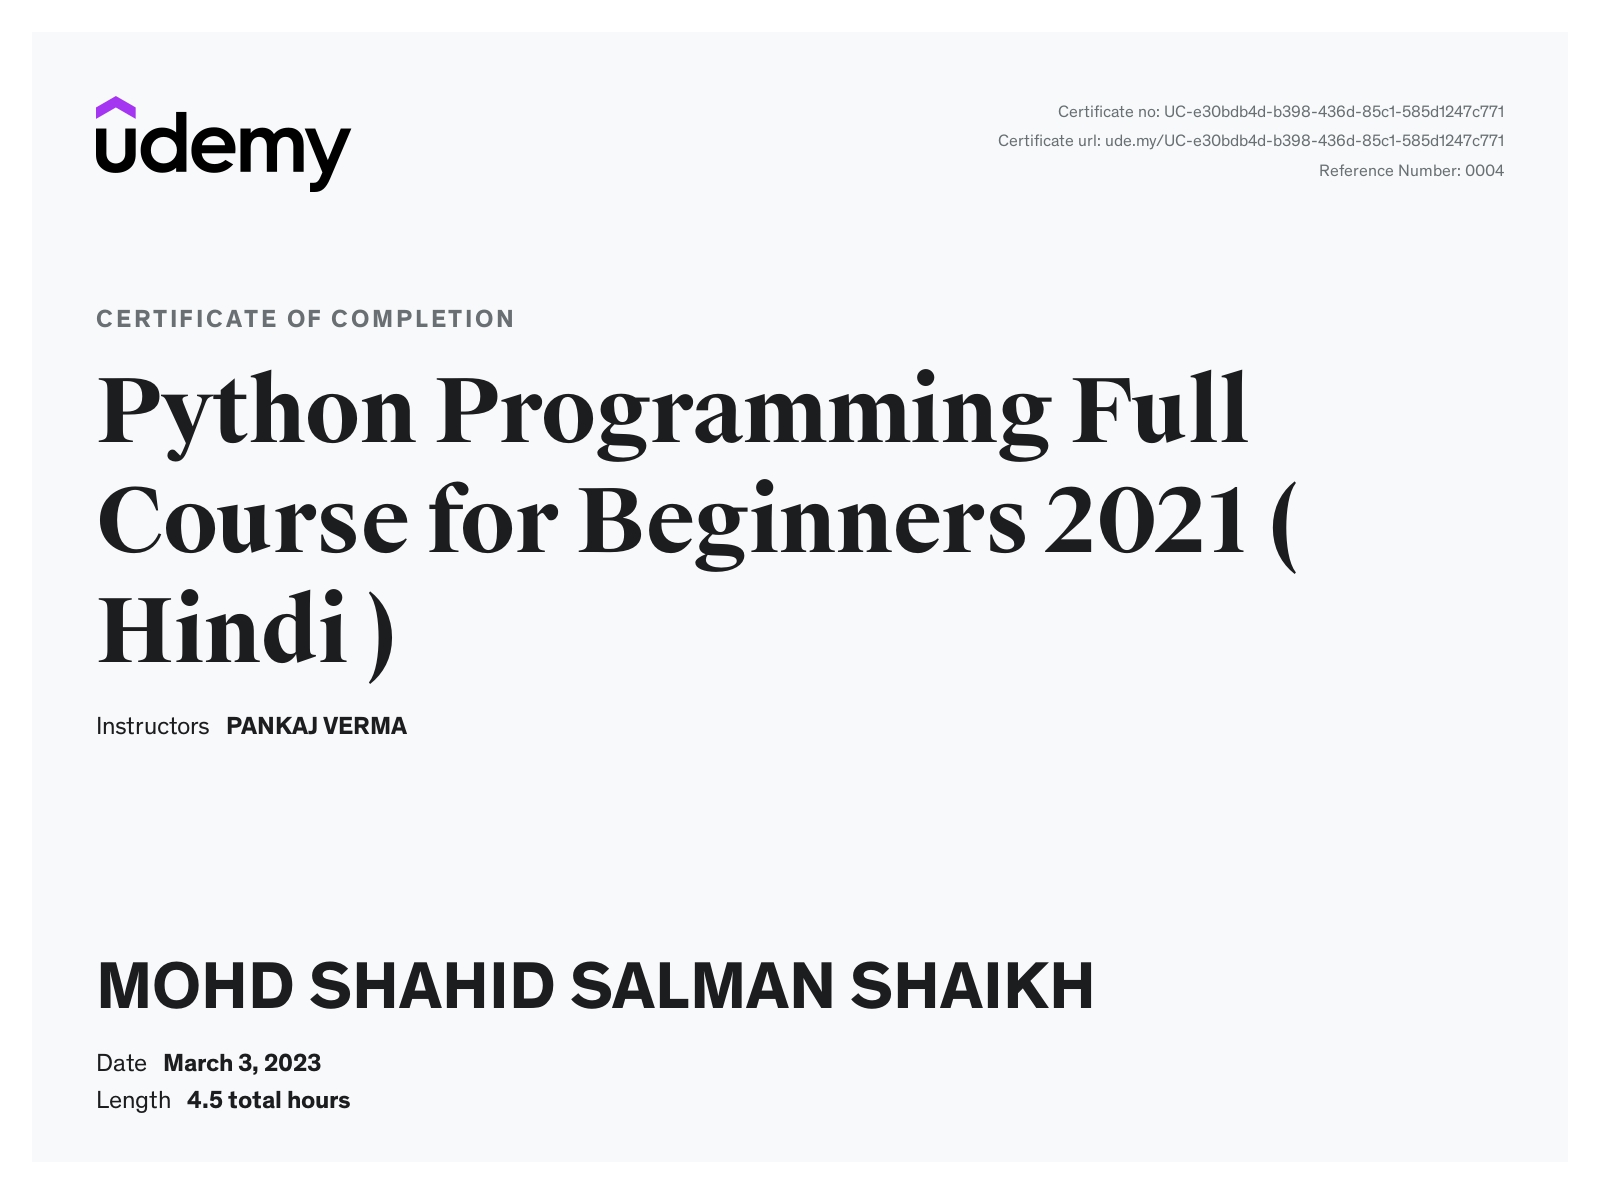 udemy
Certificate no: UC-e30bdb4d-b398-436d-85c1-585d1247c771
Certificate url: ude.my/UC-e30bdb4d-b398-436d-85c1-585d1247c771
Reference Number: 0004
CERTIFICATE OF COMPLETION
Python Programming Full
Course for Beginners 2021 (
Hindi )
Instructors PANKAJ VERMA
MOHD SHAHID SALMAN SHAIKH
Date March 3, 2023
Length 4.5 total hours